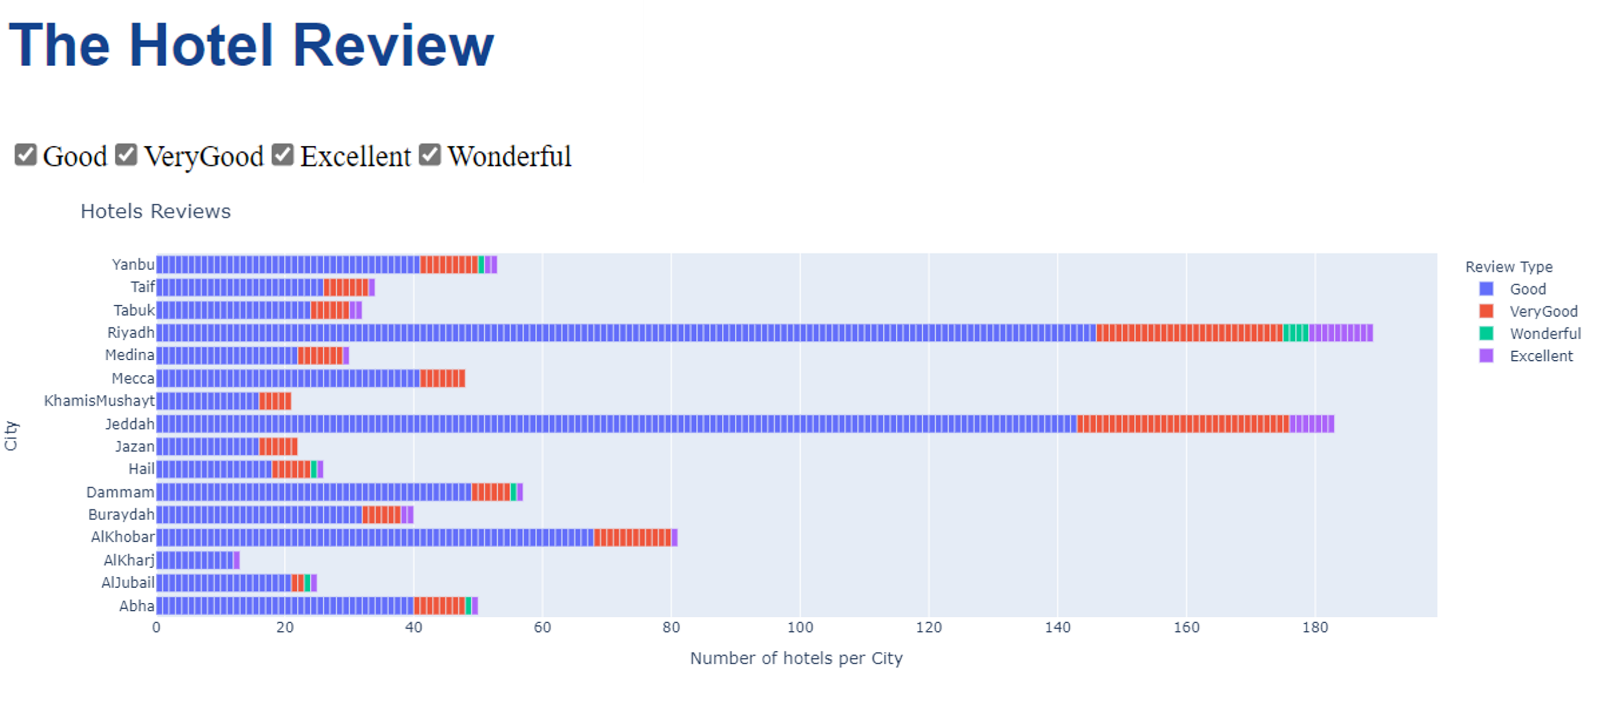 The Hotel Review
Good VeryGood Excellent Wonderful
Hotels Reviews
Yanbu
Taif
Tabuk
Riyadh
Medina
Mecca
KhamisMushayt
Jeddah
Jazan
Hail
Dammam
Buraydah
AlKhobar
AlKharj
AlJubail
Abha
City
0 20 40 60 80 100 120 140 160 180
Number of hotels per City
Review Type
Good
VeryGood
Wonderful
Excellent